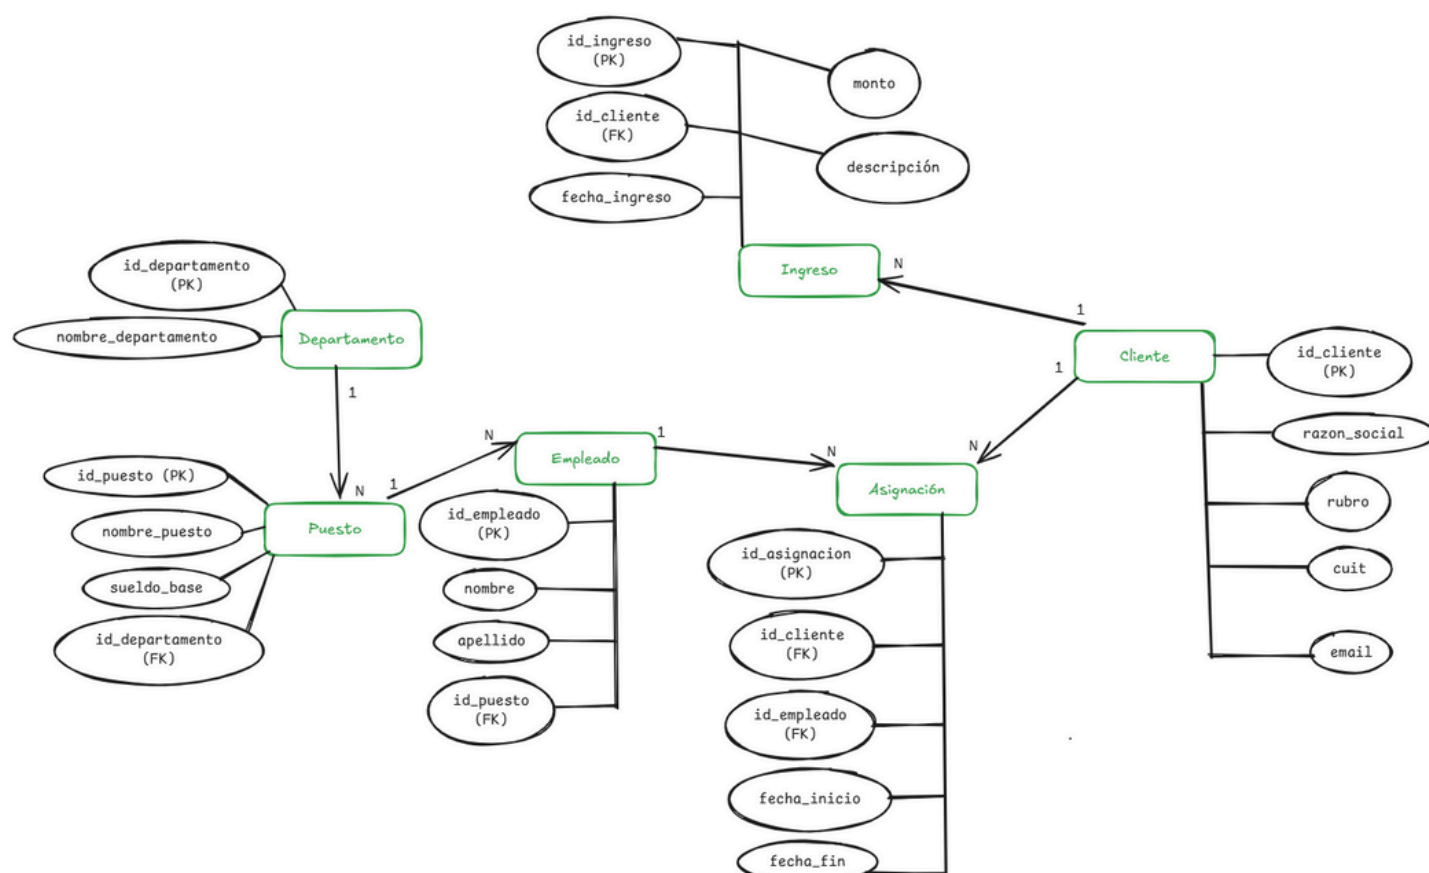 id_ingreso
(PK)
monto
id_cliente
(FK)
descripción
fecha_ingreso
Ingreso
N
1
id_departamento
(PK)
nombre_departamento
Departamento
1
Cliente
1
id_cliente
(PK)
razon_social
rubro
cuit
email
id_puesto (PK)
nombre_puesto
sueldo_base
id_departamento
(FK)
N
Puesto
1
N
Empleado
1
id_empleado
(PK)
nombre
apellido
id_puesto
(FK)
N
N
Asignación
id_asignacion
(PK)
id_cliente
(FK)
id_empleado
(FK)
fecha_inicio
fecha_fin